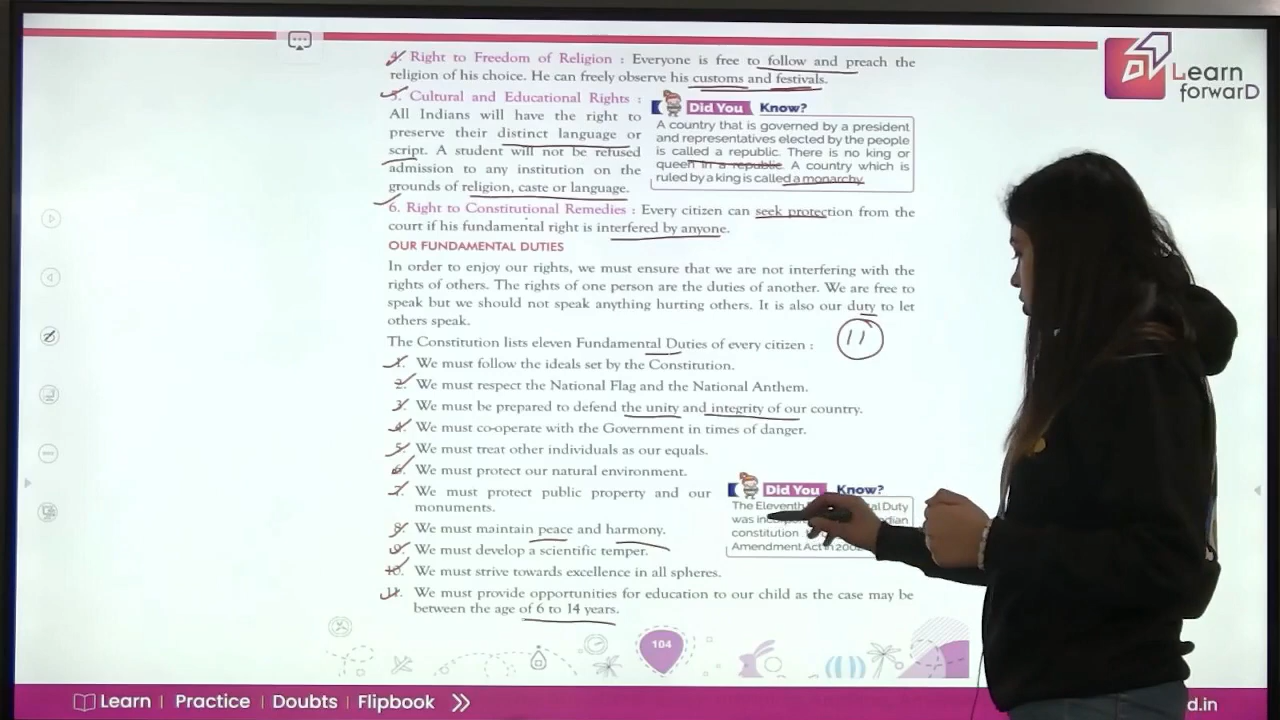 4. Right to Freedom of Religion : Everyone is free to follow and preach the
religion of his choice. He can freely observe his customs and festivals.
5. Cultural and Educational Rights :
All Indians will have the right to
preserve their distinct language or
script. A student will not be refused
admission to any institution on the
grounds of religion, caste or language.
Did You Know?
A country that is governed by a president
and representatives elected by the people
is called a republic. There is no king or
queen in a republic. A country which is
ruled by a king is called a monarchy.
6. Right to Constitutional Remedies : Every citizen can seek protection from the
court if his fundamental right is interfered by anyone.
OUR FUNDAMENTAL DUTIES
In order to enjoy our rights, we must ensure that we are not interfering with the
rights of others. The rights of one person are the duties of another. We are free to
speak but we should not speak anything hurting others. It is also our duty to let
others speak.
The Constitution lists eleven Fundamental Duties of every citizen :
11
1. We must follow the ideals set by the Constitution.
2. We must respect the National Flag and the National Anthem.
3. We must be prepared to defend the unity and integrity of our country.
4. We must co-operate with the Government in times of danger.
5. We must treat other individuals as our equals.
6. We must protect our natural environment.
7. We must protect public property and our
monuments.
8. We must maintain peace and harmony.
9. We must develop a scientific temper.
10. We must strive towards excellence in all spheres.
11. We must provide opportunities for education to our child as the case may be
between the age of 6 to 14 years.
Did You Know?
The Eleventh Duty
was
constitution
Amendment Act in
104
Learn
forwarD
Learn | Practice | Doubts | Flipbook
d.in